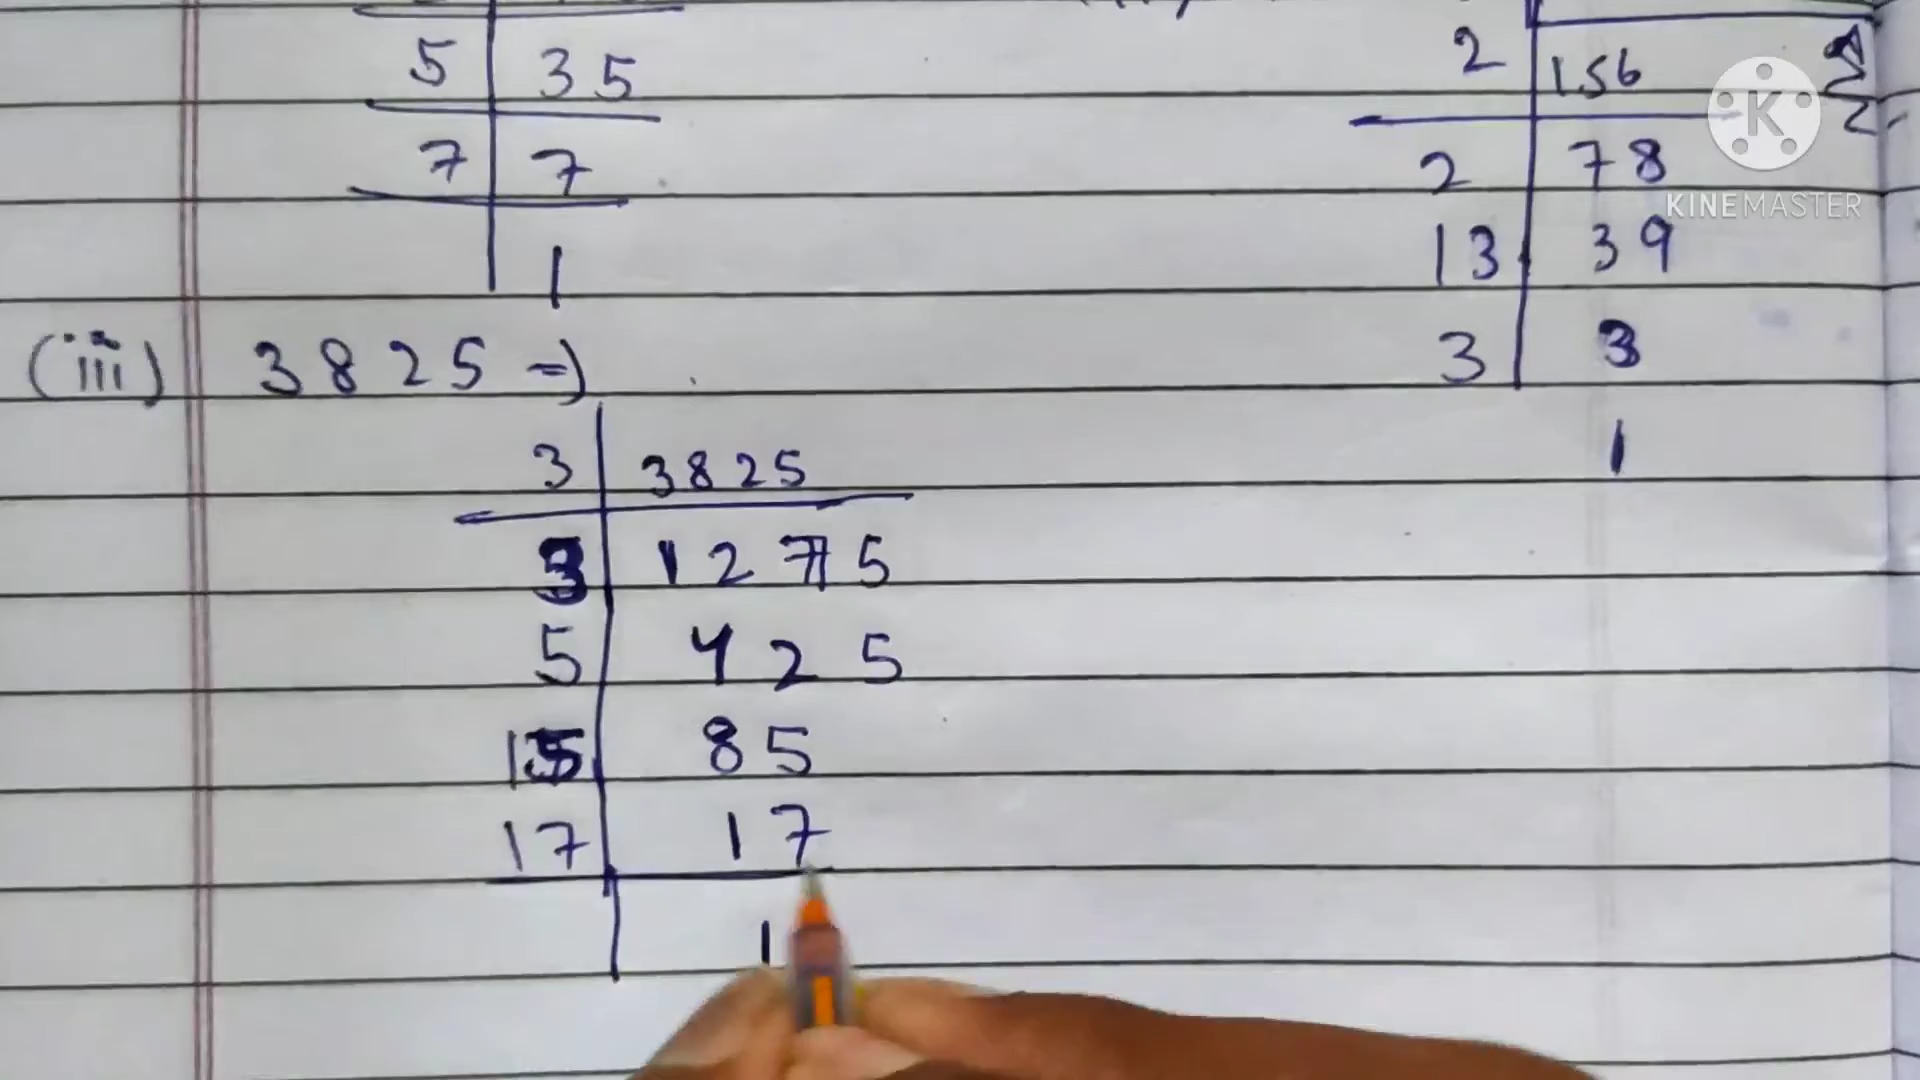 5 | 35
7 | 7
1
2 | 156
2 | 78
13 | 39
3 | 3
1
KINEMASTER
(iii) 3825 =)
3 | 3825
3 | 1275
5 | 425
5 | 85
17 | 17
1